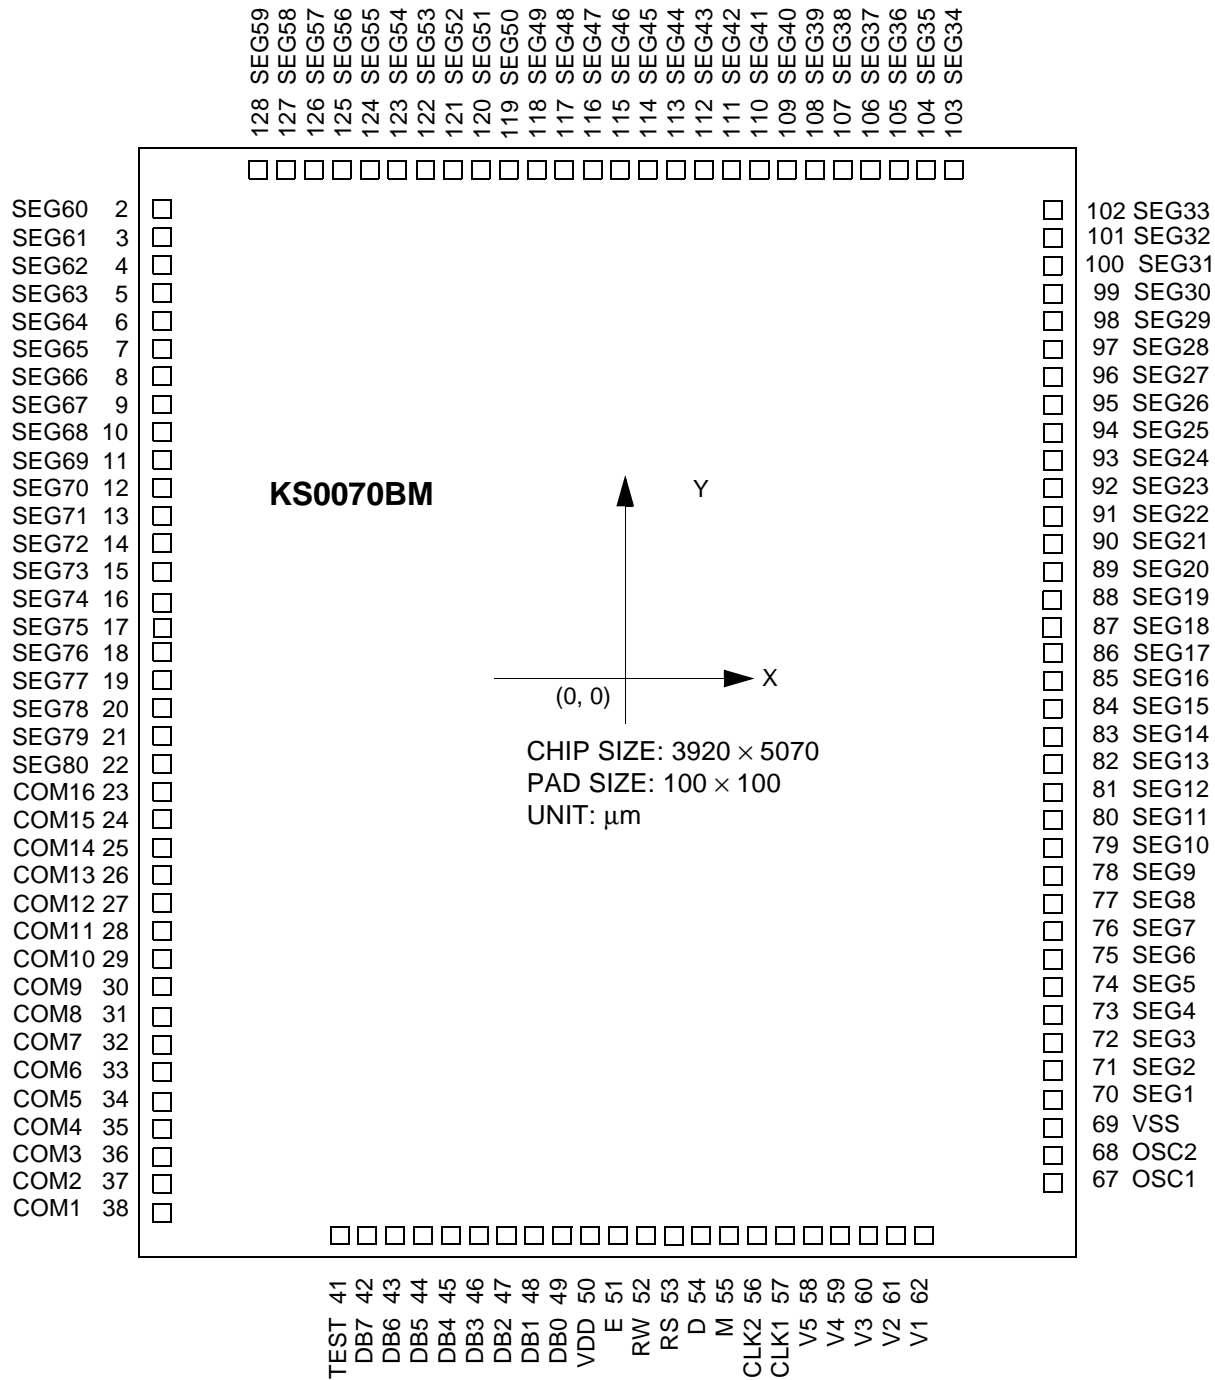 128 SEG59
127 SEG58
126 SEG57
125 SEG56
124 SEG55
123 SEG54
122 SEG53
121 SEG52
120 SEG51
119 SEG50
118 SEG49
117 SEG48
116 SEG47
115 SEG46
114 SEG45
113 SEG44
112 SEG43
111 SEG42
110 SEG41
109 SEG40
108 SEG39
107 SEG38
106 SEG37
105 SEG36
104 SEG35
103 SEG34
SEG60 2
SEG61 3
SEG62 4
SEG63 5
SEG64 6
SEG65 7
SEG66 8
SEG67 9
SEG68 10
SEG69 11
SEG70 12
SEG71 13
SEG72 14
SEG73 15
SEG74 16
SEG75 17
SEG76 18
SEG77 19
SEG78 20
SEG79 21
SEG80 22
COM16 23
COM15 24
COM14 25
COM13 26
COM12 27
COM11 28
COM10 29
COM9 30
COM8 31
COM7 32
COM6 33
COM5 34
COM4 35
COM3 36
COM2 37
COM1 38
KS0070BM
Y
X
(0, 0)
CHIP SIZE: 3920 × 5070
PAD SIZE: 100 × 100
UNIT: μm
102 SEG33
101 SEG32
100 SEG31
99 SEG30
98 SEG29
97 SEG28
96 SEG27
95 SEG26
94 SEG25
93 SEG24
92 SEG23
91 SEG22
90 SEG21
89 SEG20
88 SEG19
87 SEG18
86 SEG17
85 SEG16
84 SEG15
83 SEG14
82 SEG13
81 SEG12
80 SEG11
79 SEG10
78 SEG9
77 SEG8
76 SEG7
75 SEG6
74 SEG5
73 SEG4
72 SEG3
71 SEG2
70 SEG1
69 VSS
68 OSC2
67 OSC1
TEST 41
DB7 42
DB6 43
DB5 44
DB4 45
DB3 46
DB2 47
DB1 48
DB0 49
VDD 50
E 51
RW 52
RS 53
D 54
M 55
CLK2 56
CLK1 57
V5 58
V4 59
V3 60
V2 61
V1 62